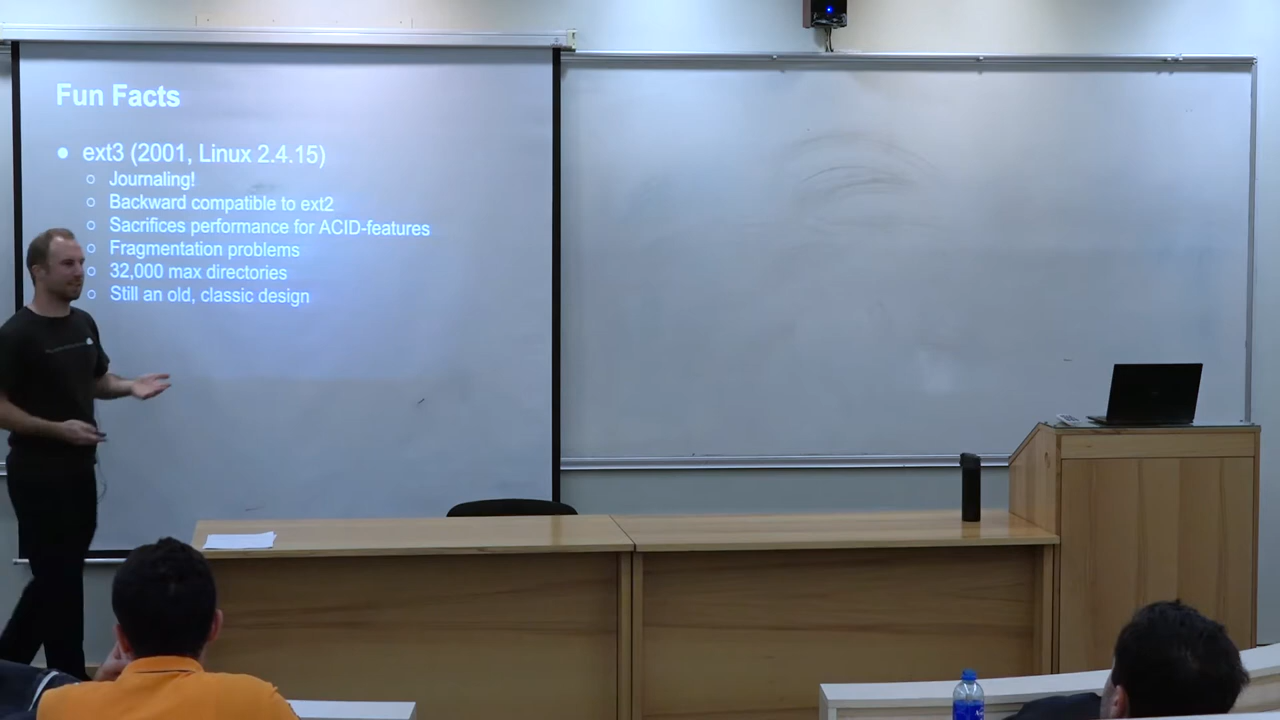 Fun Facts
● ext3 (2001, Linux 2.4.15)
○ Journaling!
○ Backward compatible to ext2
○ Sacrifices performance for ACID-features
○ Fragmentation problems
○ 32,000 max directories
○ Still an old, classic design